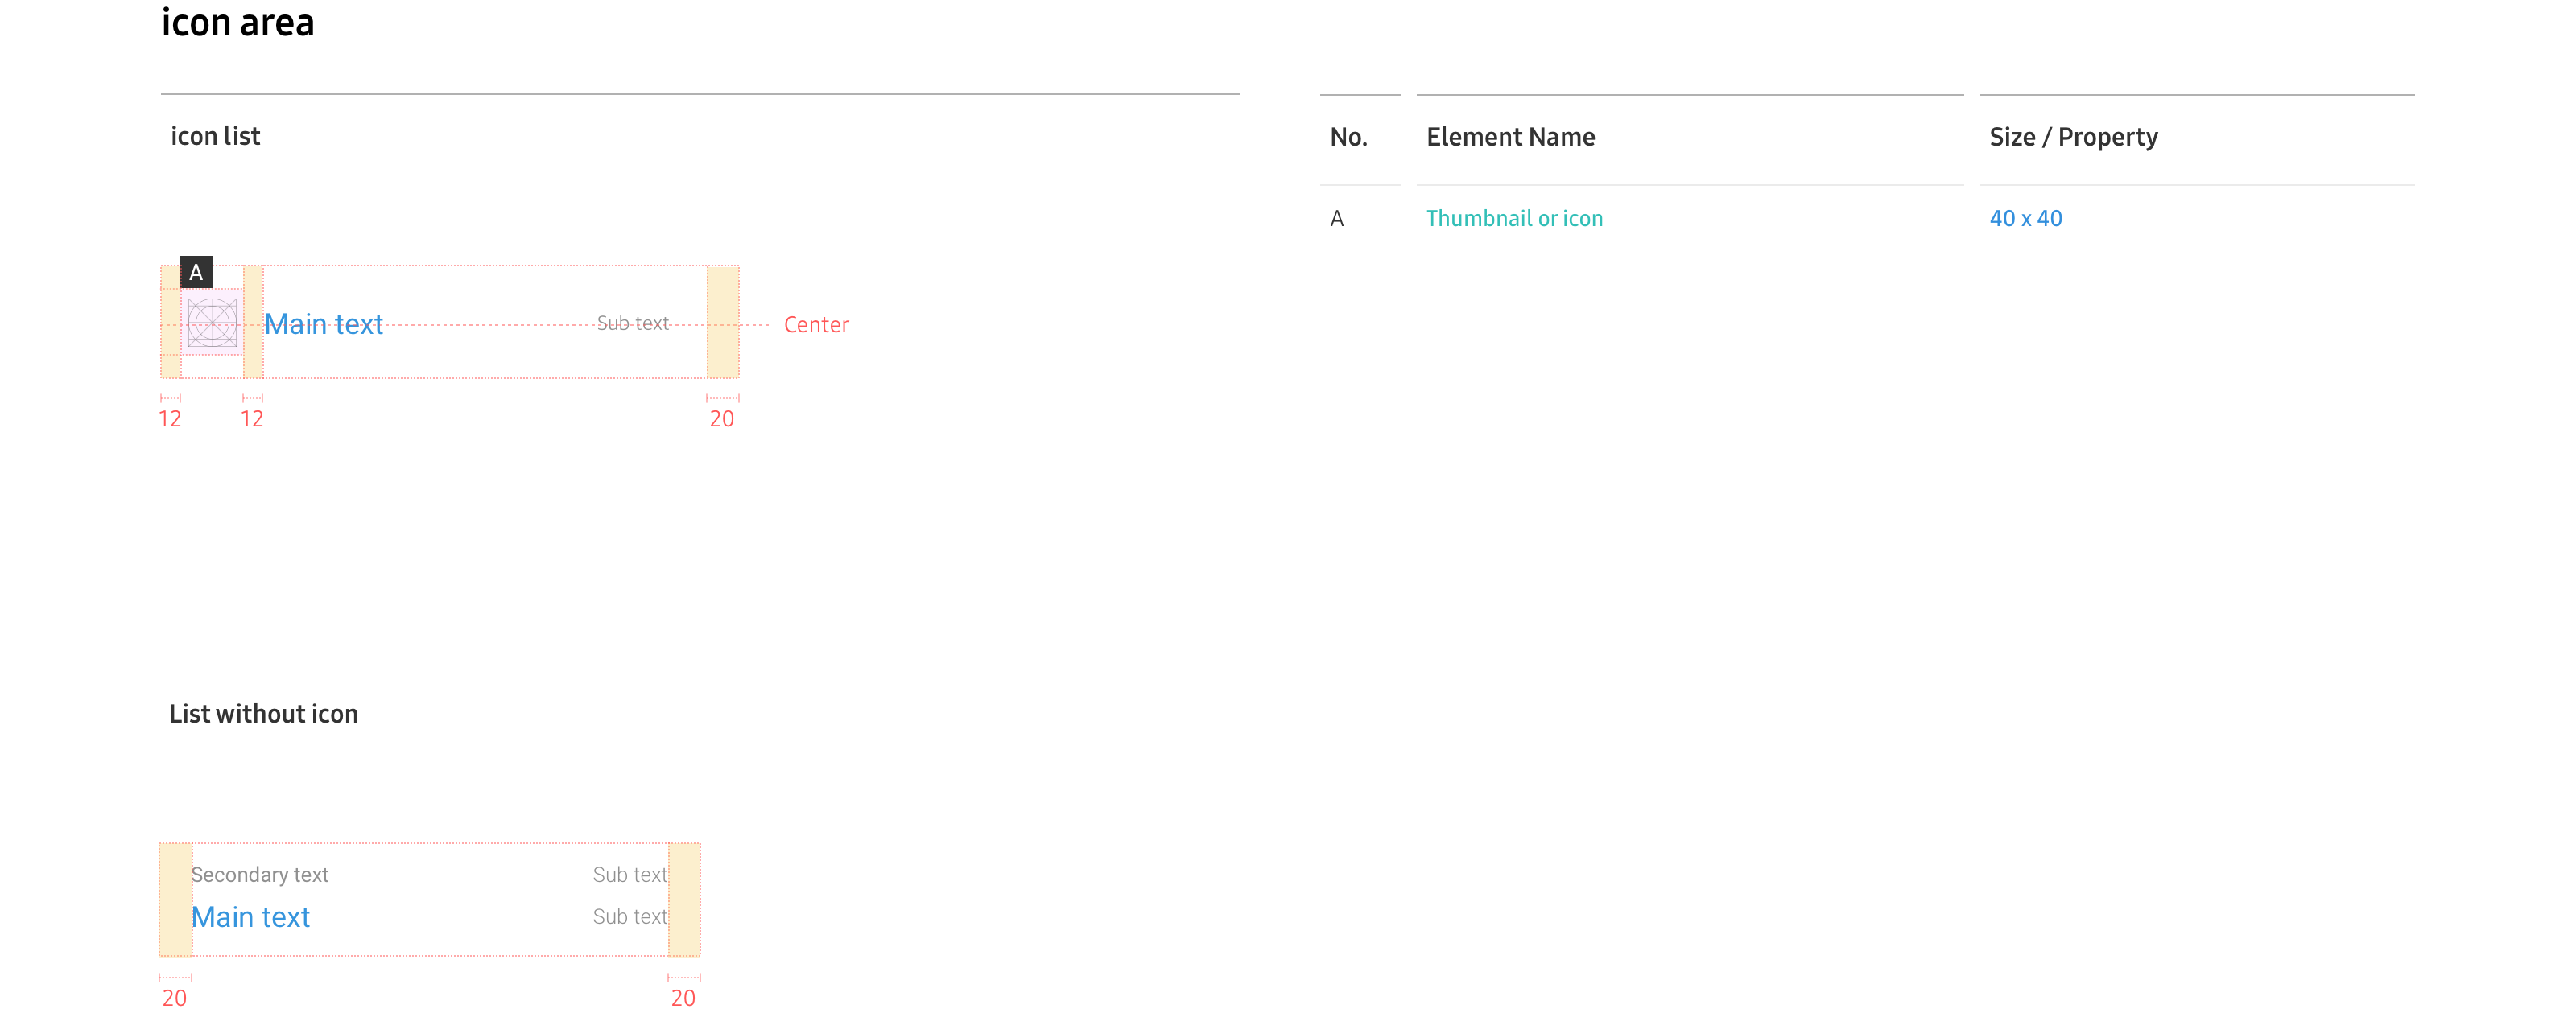 icon area
icon list
No. Element Name Size / Property
A Thumbnail or icon 40 x 40
A
Main text Sub text Center
12 12 20
List without icon
Secondary text Sub text
Main text Sub text
20 20